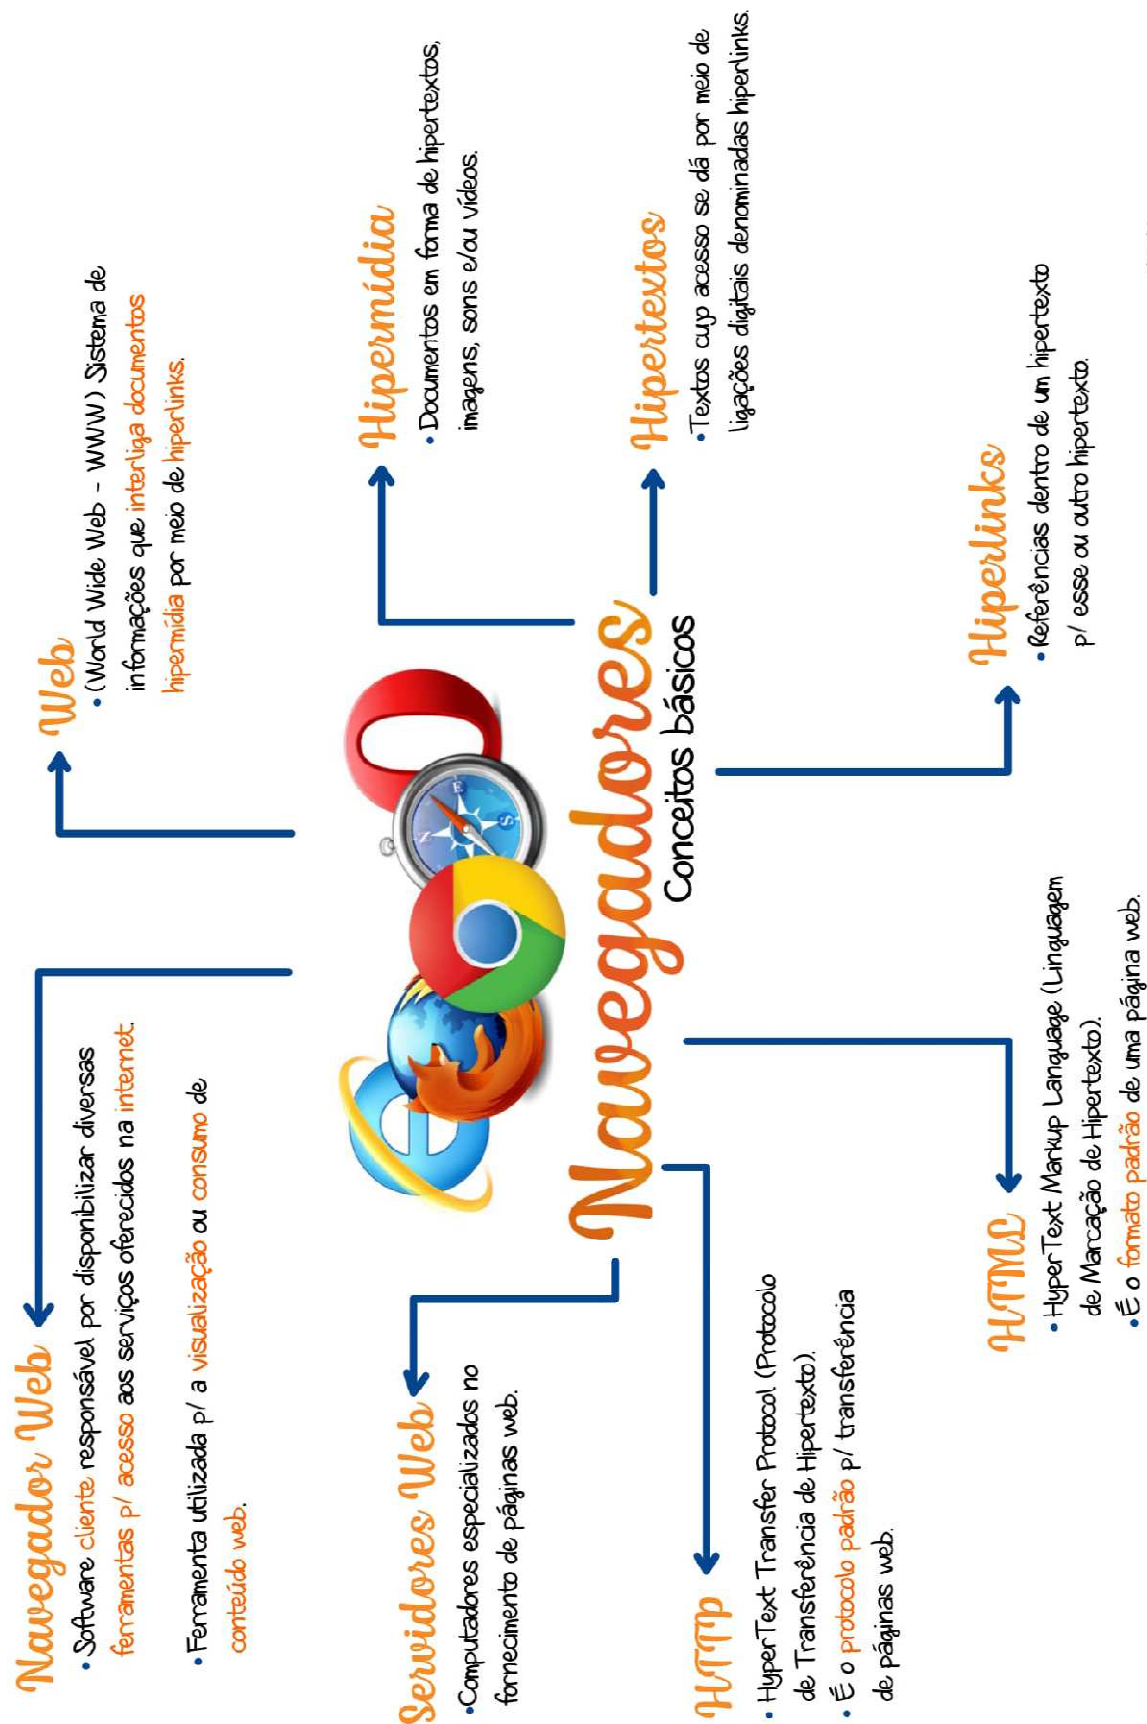 Navegador Web
• Software cliente responsável por disponibilizar diversas
ferramentas p/ acesso aos serviços oferecidos na internet.
• Ferramenta utilizada p/ a visualização ou consumo de
conteúdo web.
Web
• (World Wide Web - WWW) Sistema de
informações que interliga documentos
hipermídia por meio de hiperlinks.
Servidores Web
• Computadores especializados no
fornecimento de páginas web.
N
E
S
Navegadores
Conceitos básicos
Hipermídia
• Documentos em forma de hipertextos,
imagens, sons e/ou vídeos.
Hipertextos
• Textos cujo acesso se dá por meio de
ligações digitais denominadas hiperlinks.
HTTP
• HyperText Transfer Protocol (Protocolo
de Transferência de Hipertexto).
• É o protocolo padrão p/ transferência
de páginas web.
HTML
• HyperText Markup Language (Linguagem
de Marcação de Hipertexto).
• É o formato padrão de uma página web.
Hiperlinks
• Referências dentro de um hipertexto
p/ esse ou outro hipertexto.